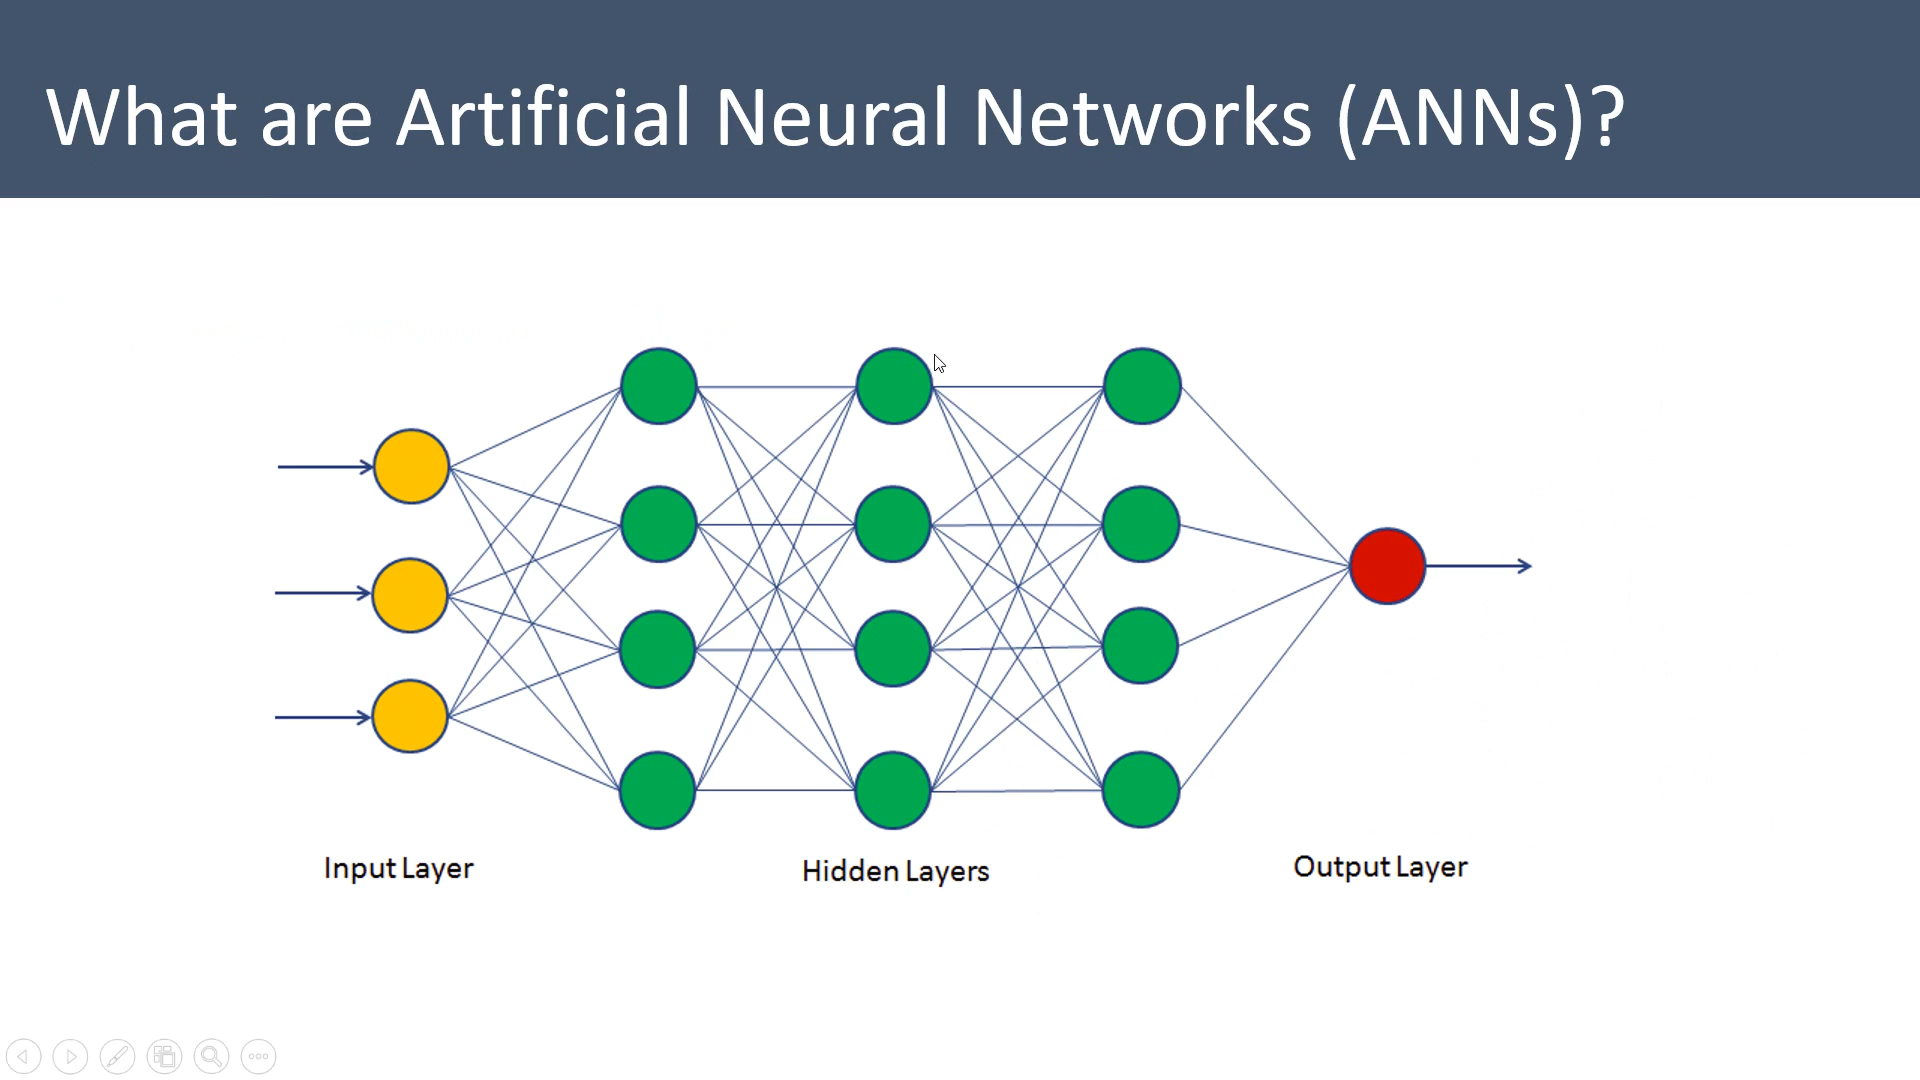 What are Artificial Neural Networks (ANNs)?
Input Layer
Hidden Layers
Output Layer